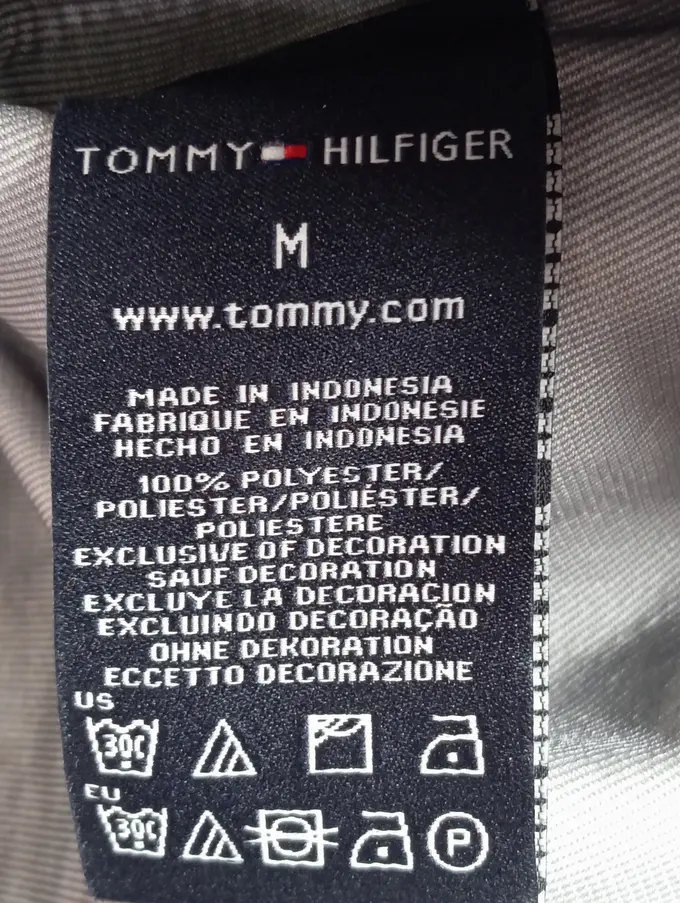 TOMMY HILFIGER
M
www.tommy.com
MADE IN INDONESIA
FABRIQUE EN INDONESIE
HECHO EN INDONESIA
100% POLYESTER/
POLIESTER/POLIÉSTER/
POLIESTERE
EXCLUSIVE OF DECORATION
SAUF DECORATION
EXCLUYE LA DECORACION
EXCLUINDO DECORAÇÃO
OHNE DEKORATION
ECCETTO DECORAZIONE
US
30C
EU
30C P